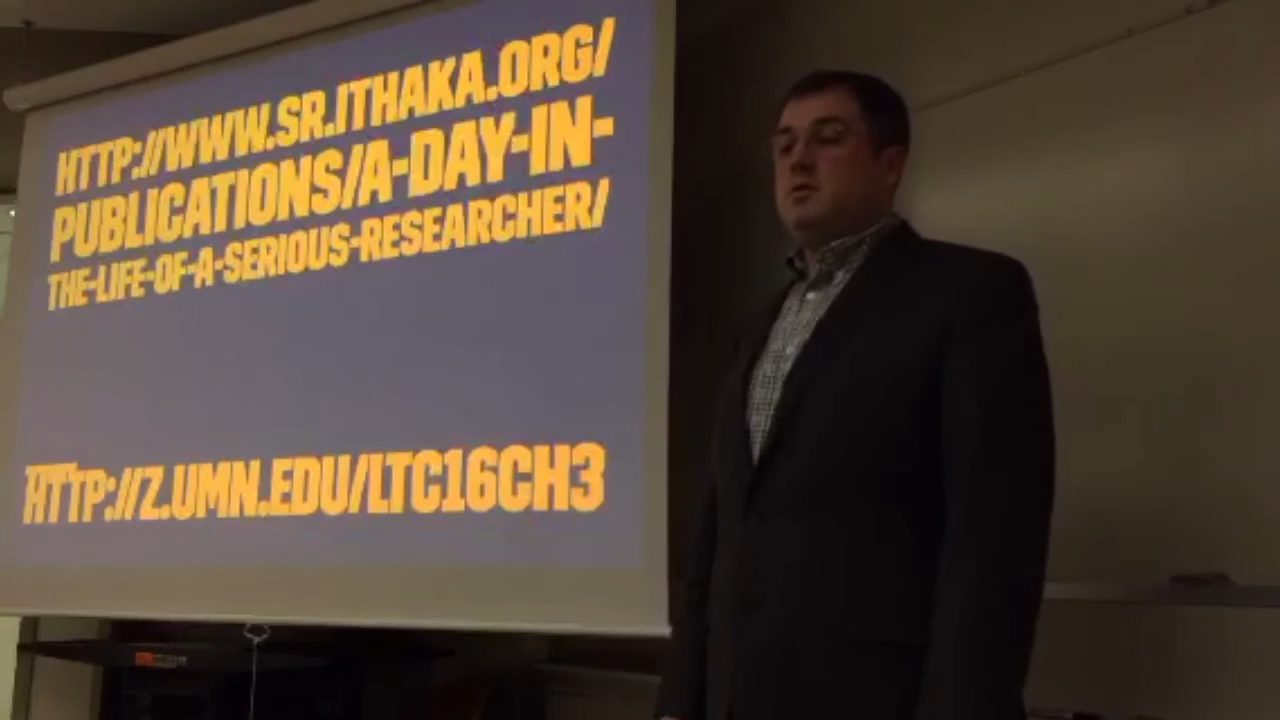 HTTP://WWW.SR.ITHAKA.ORG/
PUBLICATIONS/A-DAY-IN-
THE-LIFE-OF-A-SERIOUS-RESEARCHER/
HTTP://Z.UMN.EDU/LTC16CH3